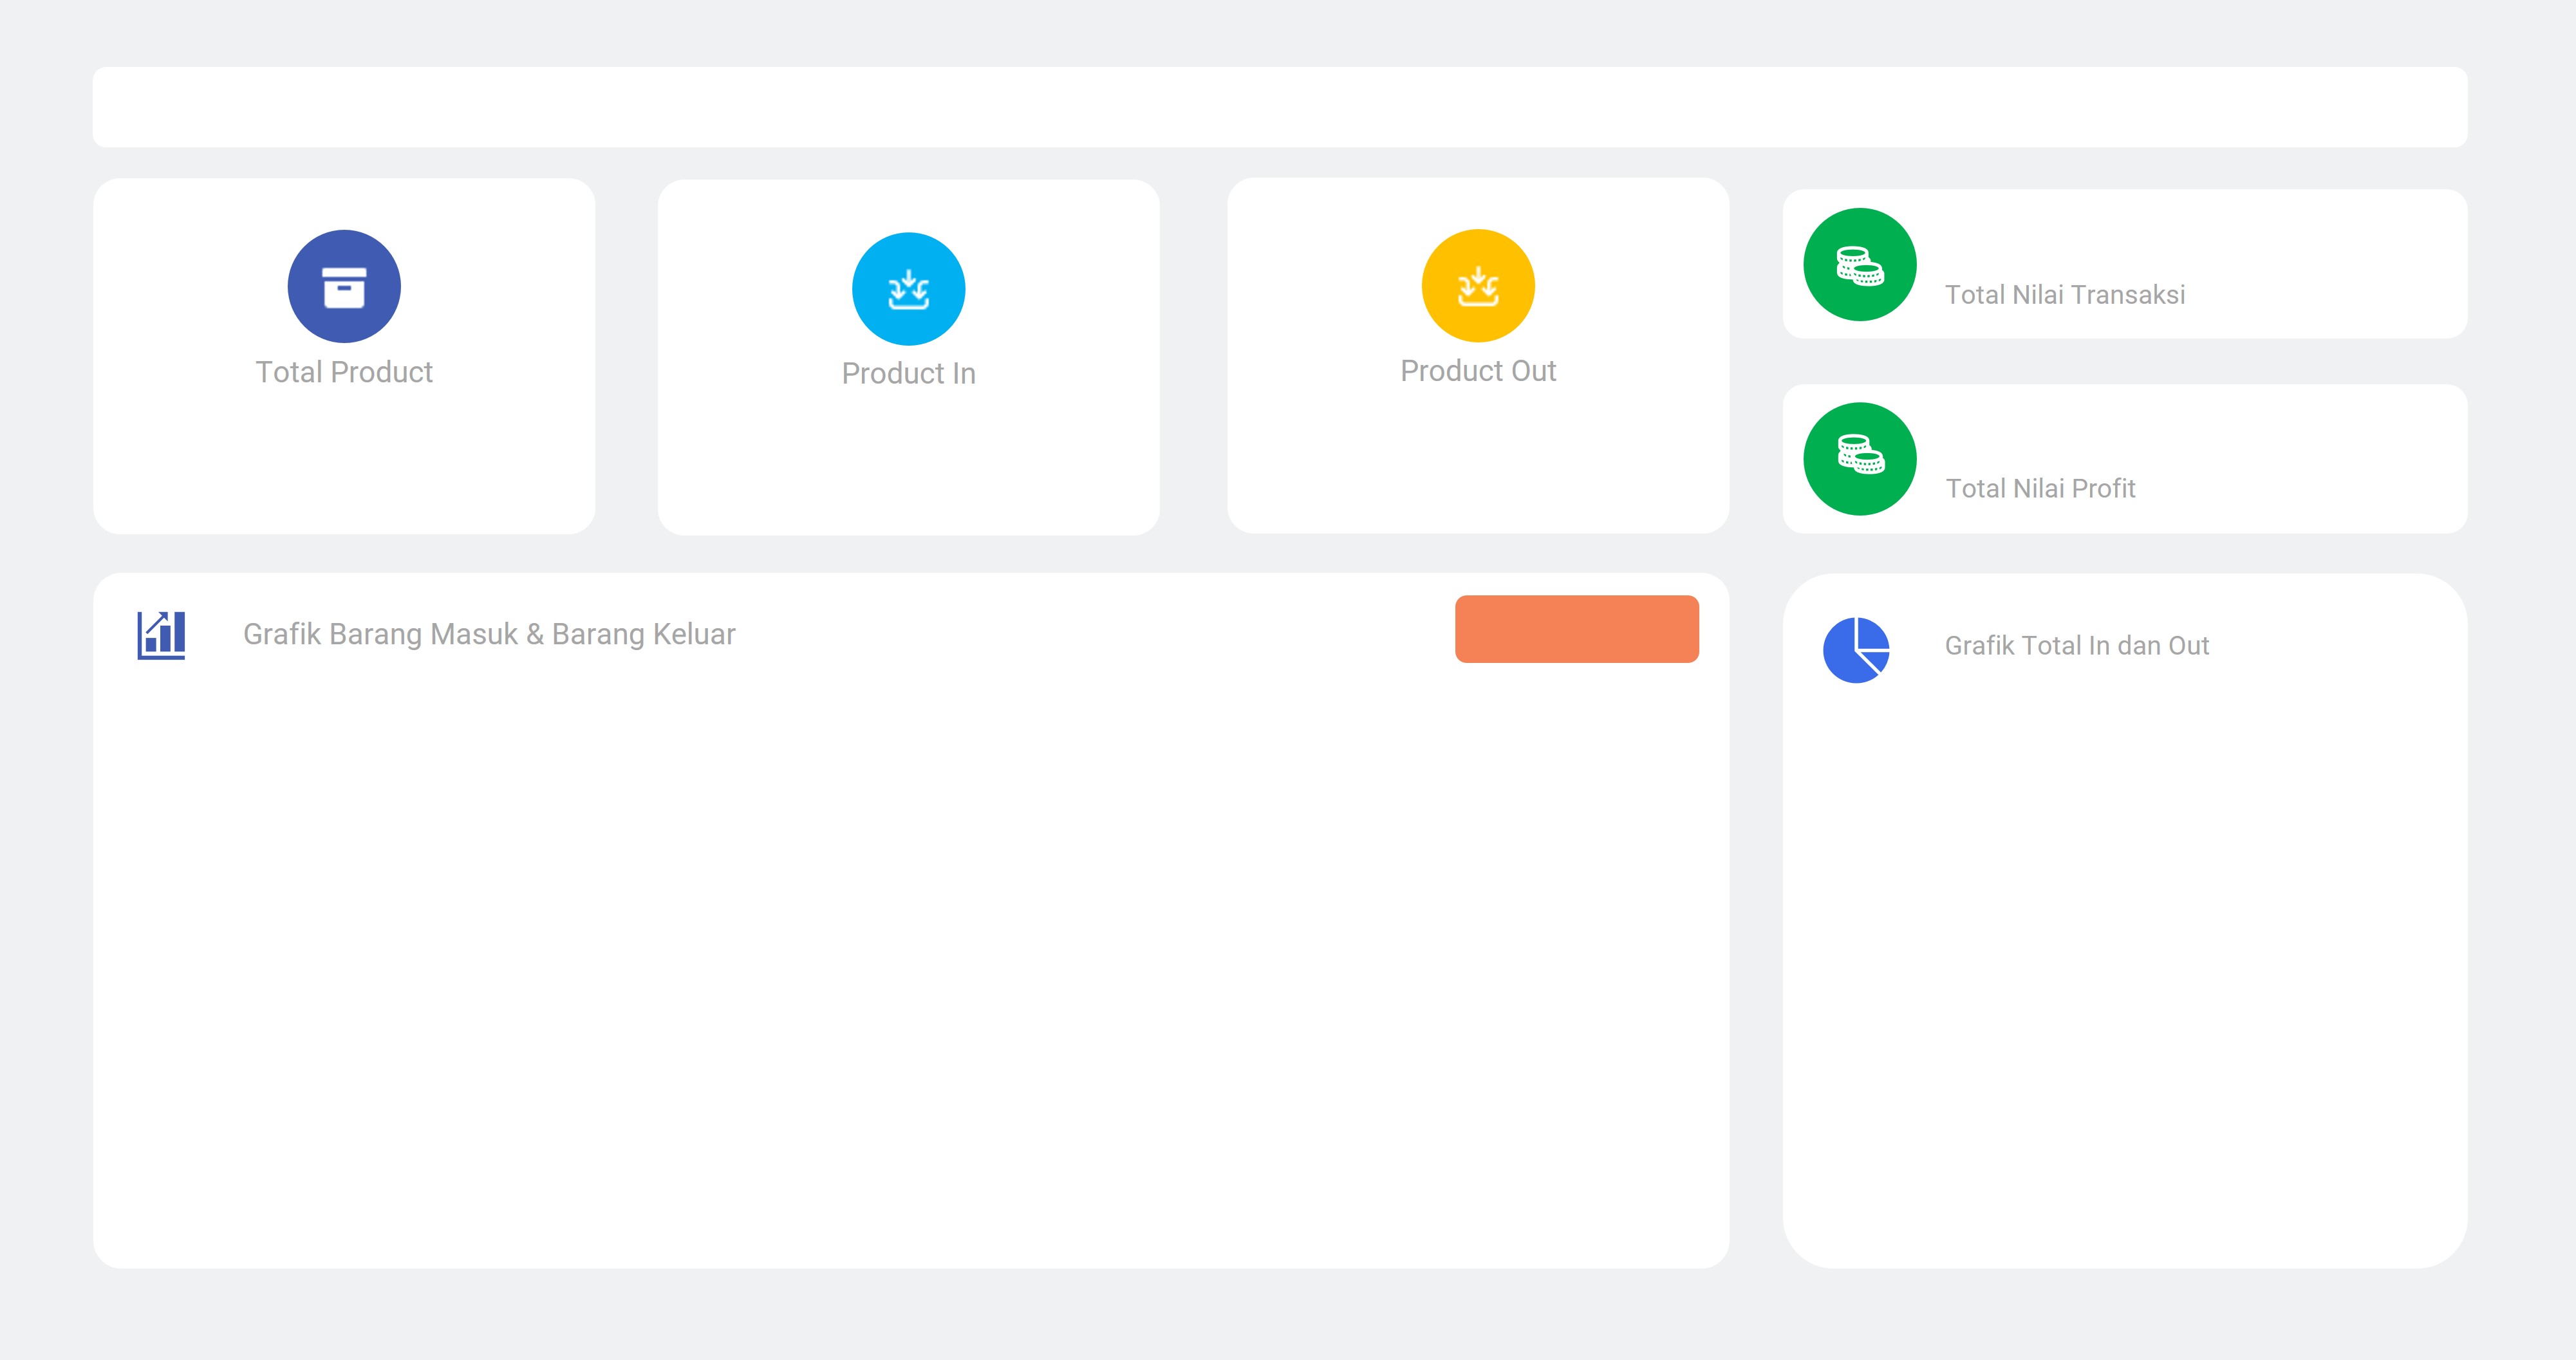 Total Product
Product In
Product Out
Total Nilai Transaksi
Total Nilai Profit
Grafik Barang Masuk & Barang Keluar
Grafik Total In dan Out